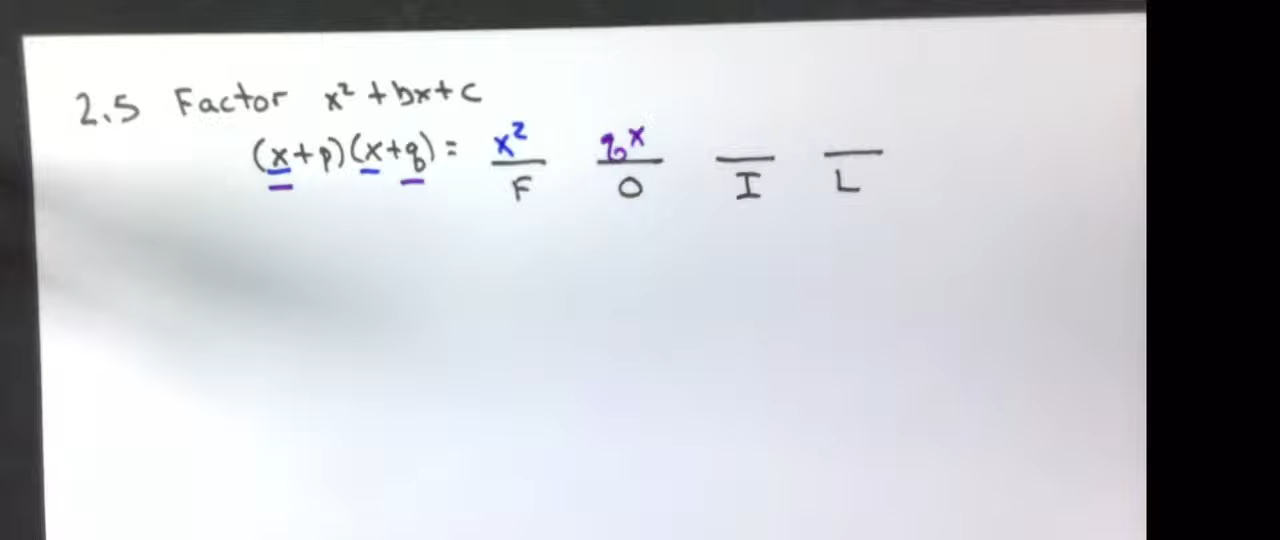 2.5 Factor x² + bx + c
(x+p)(x+q) = x² qx
F O I L